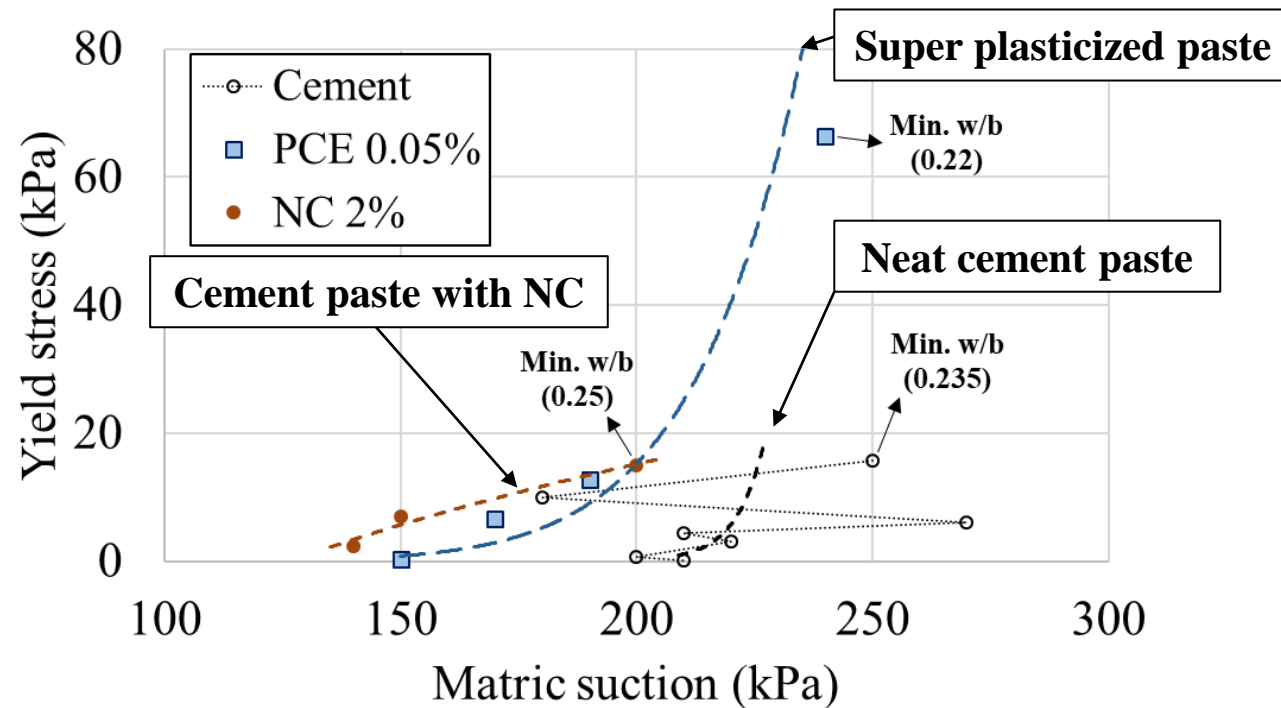 80
60
40
20
0
Yield stress (kPa)
Cement
PCE 0.05%
NC 2%
Super plasticized paste
Min. w/b
(0.22)
Neat cement paste
Cement paste with NC
Min. w/b
(0.25)
Min. w/b
(0.235)
100
150
200
250
300
Matric suction (kPa)